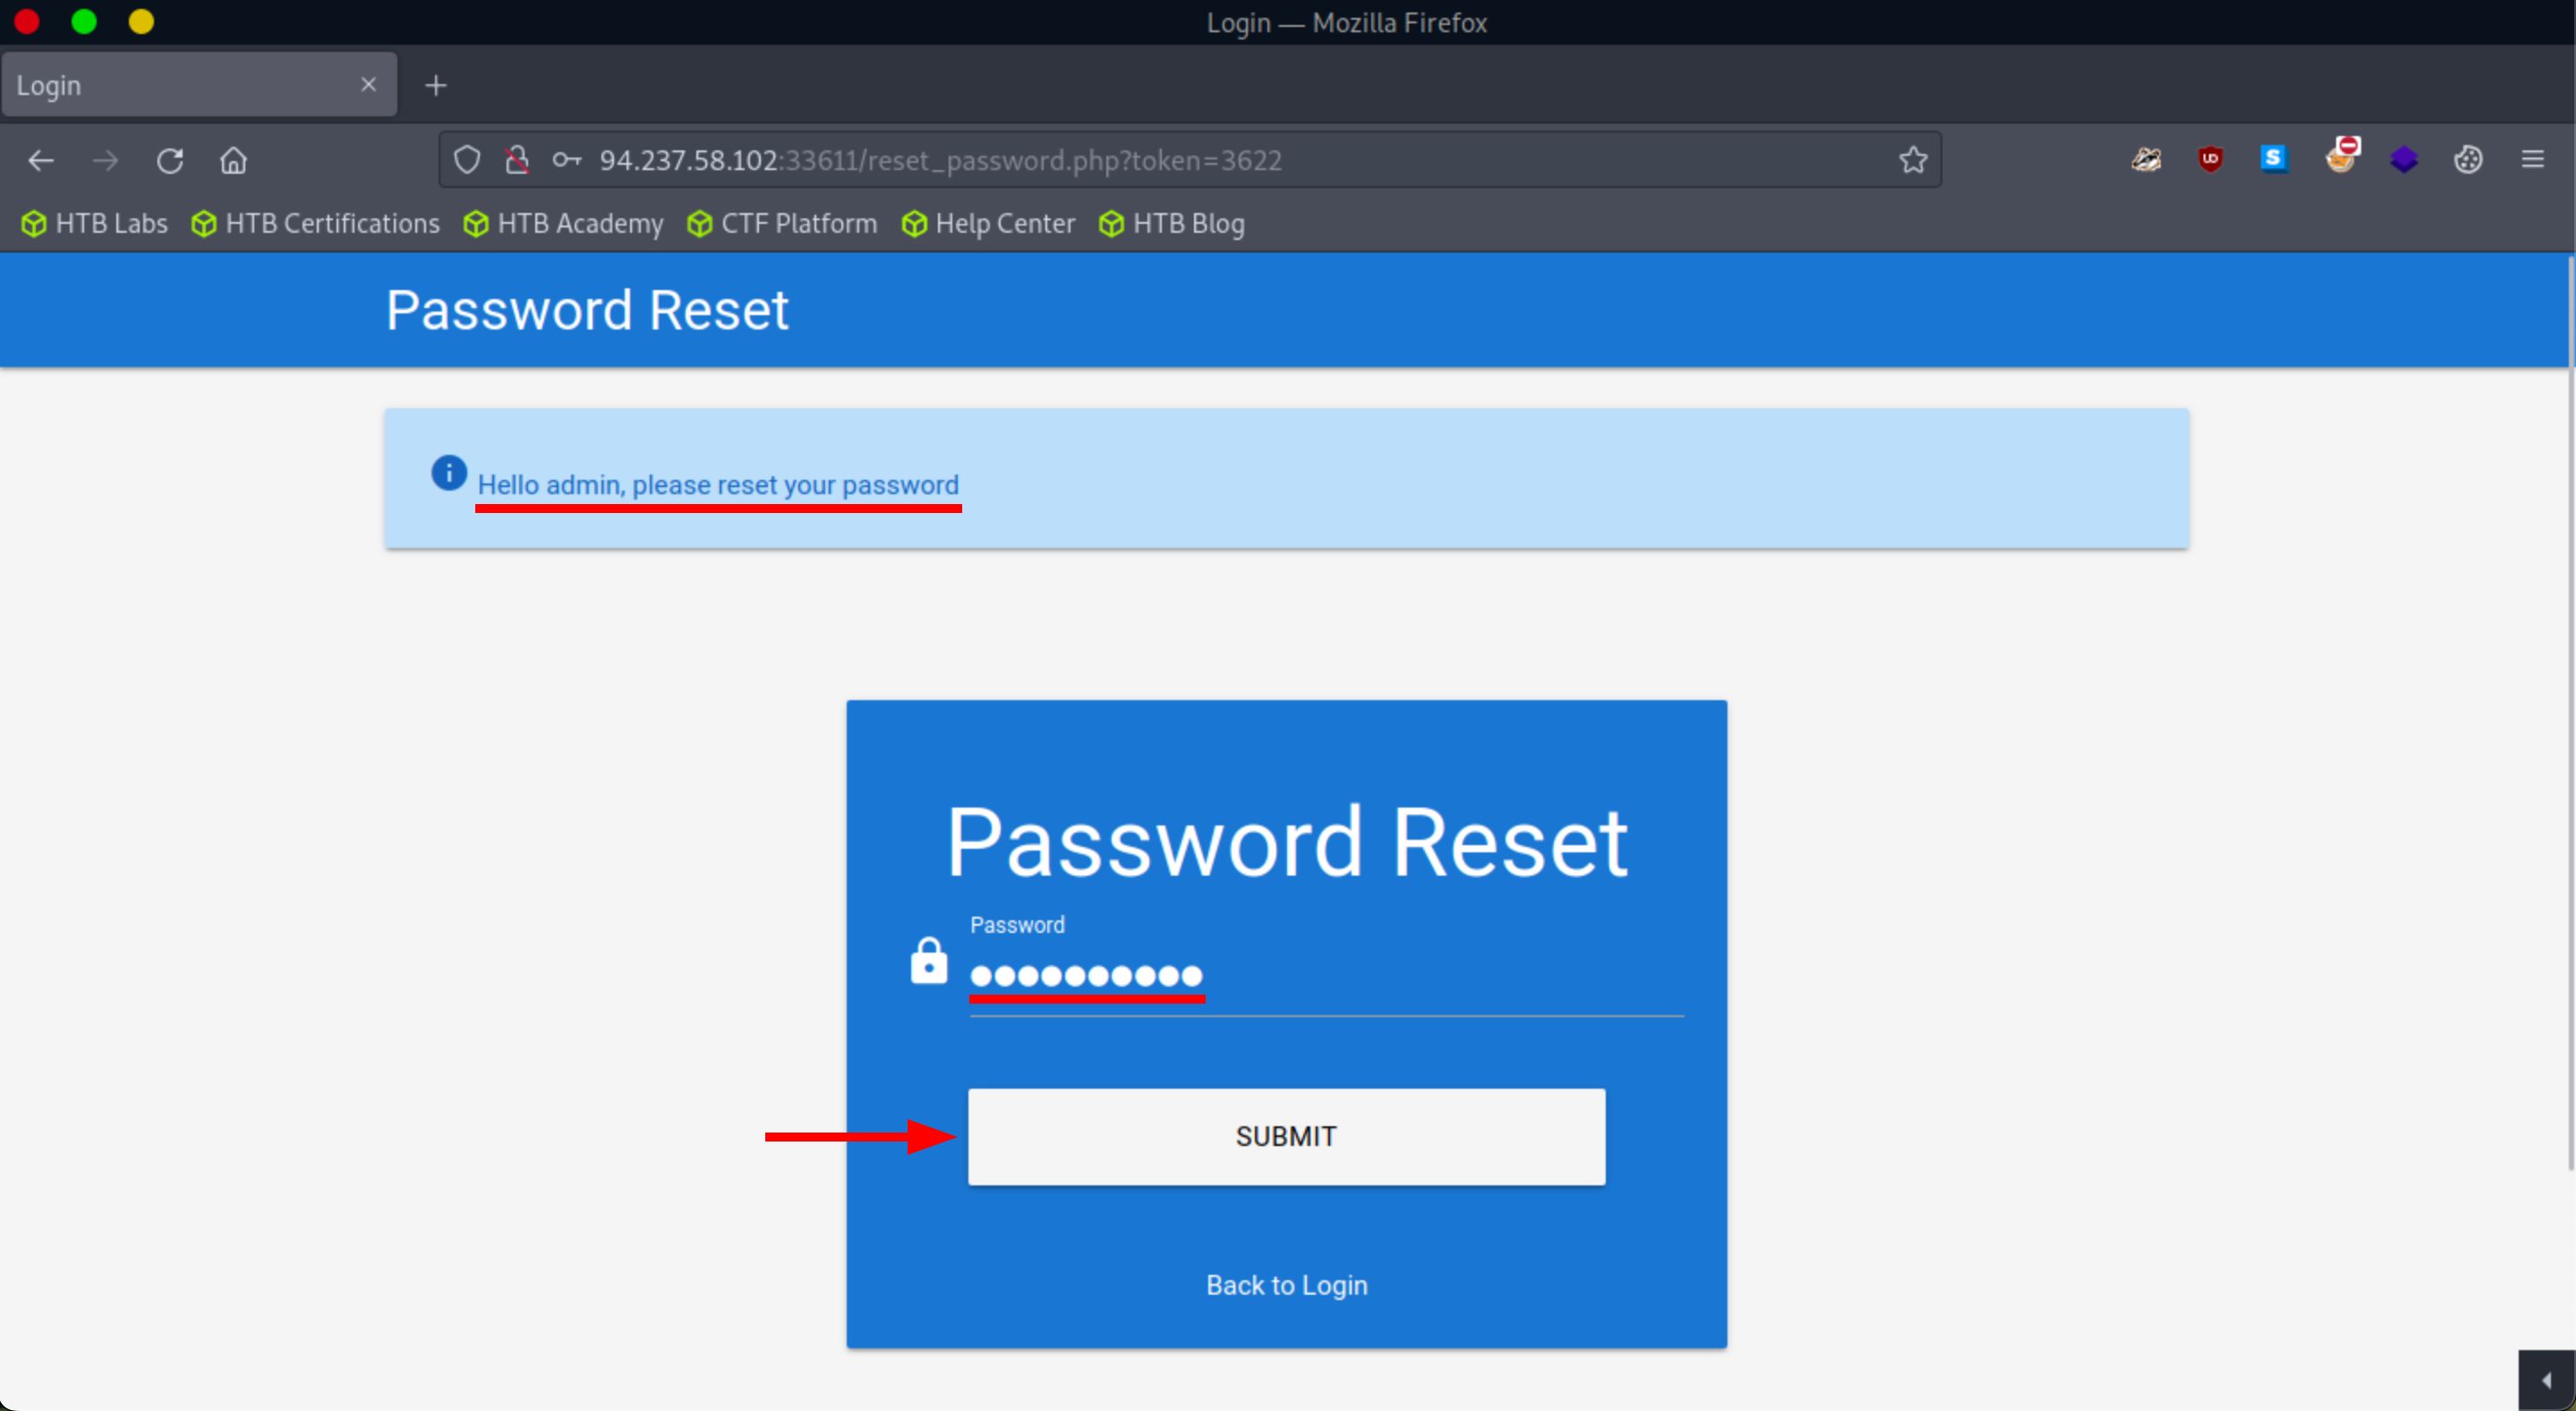 Login — Mozilla Firefox
Login
94.237.58.102:33611/reset_password.php?token=3622
HTB Labs HTB Certifications HTB Academy CTF Platform Help Center HTB Blog
Password Reset
Hello admin, please reset your password
Password Reset
Password
SUBMIT
Back to Login